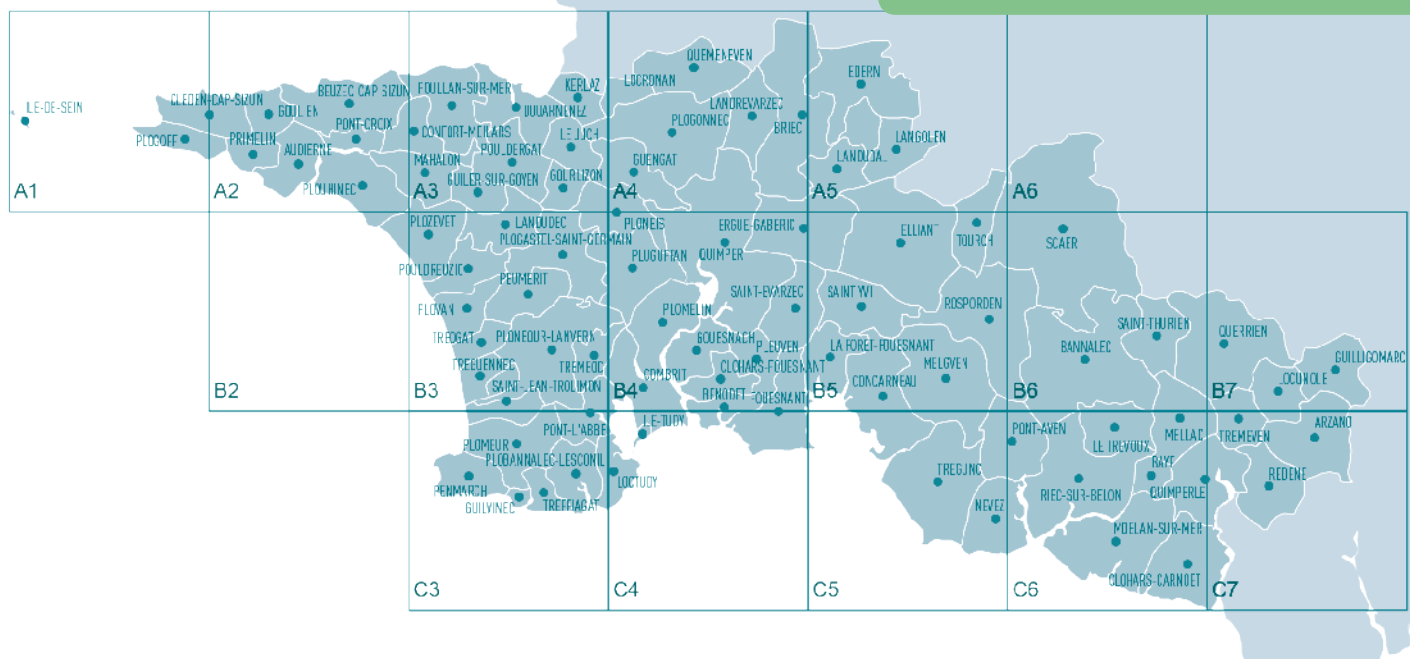 QUEMENEVEN
EDERN
LOCRONAN
BEUZEC CAP SIZUN
POULLAN-SUR-MER
KERLAZ
CLEDEN-CAP-SIZUN
ILE-DE-SEIN
GOULIEN
DOUARNENEZ
LANDREVARZEC
PONT-CROIX
CONFORT-MEILARS
PLOGONNEC
BRIEC
PLOGOFF
PRIMELIN
LE JUCH
LANGOLEN
AUDIERNE
MAHALON
POULDERGAT
GUENGAT
LANDUDAL
PLOUHINEC
GUILER SUR-GOYEN
GOURLIZON
A1
A2
A3
A4
A5
A6
PLOZEVET
LANDUDEC
PLONEIS
ERGUE-GABERIC
ELLIANT
TOURCH
SCAER
PLOGASTEL-SAINT-GERMAIN
PLUGUFFAN
QUIMPER
POULDREUZIC
PEUMERIT
SAINT-EVARZEC
SAINT YVI
ROSPORDEN
PLOVAN
PLOMELIN
SAINT-THURIEN
QUERRIEN
TREOGAT
PLONEOUR-LANVERN
GOUESNACH
PLEUVEN
LA FORET-FOUESNANT
BANNALEC
GUILLIGOMARC
TREGUENNEC
TREMEOC
CLOHARS-FOUESNANT
MELGVEN
SAINT-JEAN-TROLIMON
COMBRIT
CONCARNEAU
LOCUNOLE
BENODET
FOUESNANT
B2
B3
B4
B5
B6
B7
PONT-L'ABBE
ILE-TUDY
PONT-AVEN
MELLAC
TREMEVEN
ARZANO
PLOMEUR
LE TREVOUX
PLOBANNALEC-LESCONIL
BAYE
PENMARCH
LOCTUDY
TREGUNC
RIEC-SUR-BELON
QUIMPERLE
REDENE
GUILVINEC
TREFFIAGAT
NEVEZ
MOELAN-SUR-MER
CLOHARS-CARNOET
C3
C4
C5
C6
C7